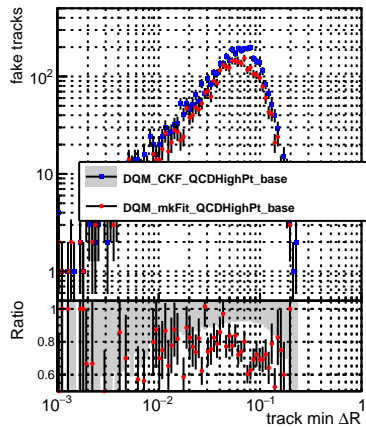 fake tracks
10²
10
1
DQM_CKF_QCDHighPt_base
DQM_mkFit_QCDHighPt_base
Ratio
1
0.8
0.6
10⁻³
10⁻²
10⁻¹
1
track min ΔR